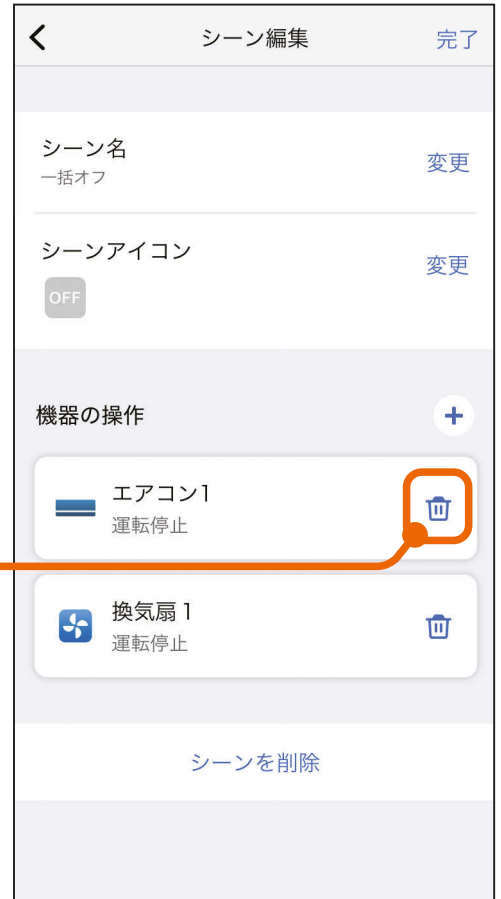 シーン編集
完了
シーン名
変更
一括オフ
シーンアイコン
変更
OFF
機器の操作
エアコン1
運転停止
換気扇 1
運転停止
シーンを削除